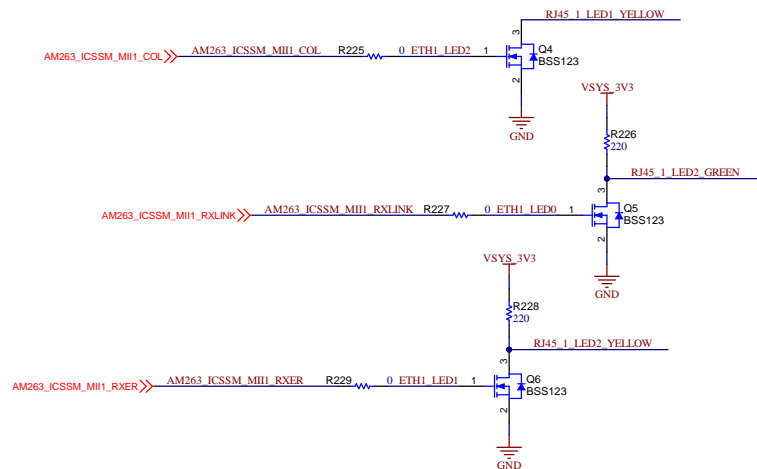 RJ45_1_LED1_YELLOW
3
AM263_ICSSM_MII1_COL
AM263_ICSSM_MII1_COL
R225
0
ETH1_LED2
1
Q4
BSS123
2
GND
VSYS_3V3
R226
220
RJ45_1_LED2_GREEN
3
AM263_ICSSM_MII1_RXLINK
AM263_ICSSM_MII1_RXLINK
R227
0
ETH1_LED0
1
Q5
BSS123
2
GND
VSYS_3V3
R228
220
RJ45_1_LED2_YELLOW
3
AM263_ICSSM_MII1_RXER
AM263_ICSSM_MII1_RXER
R229
0
ETH1_LED1
1
Q6
BSS123
2
GND